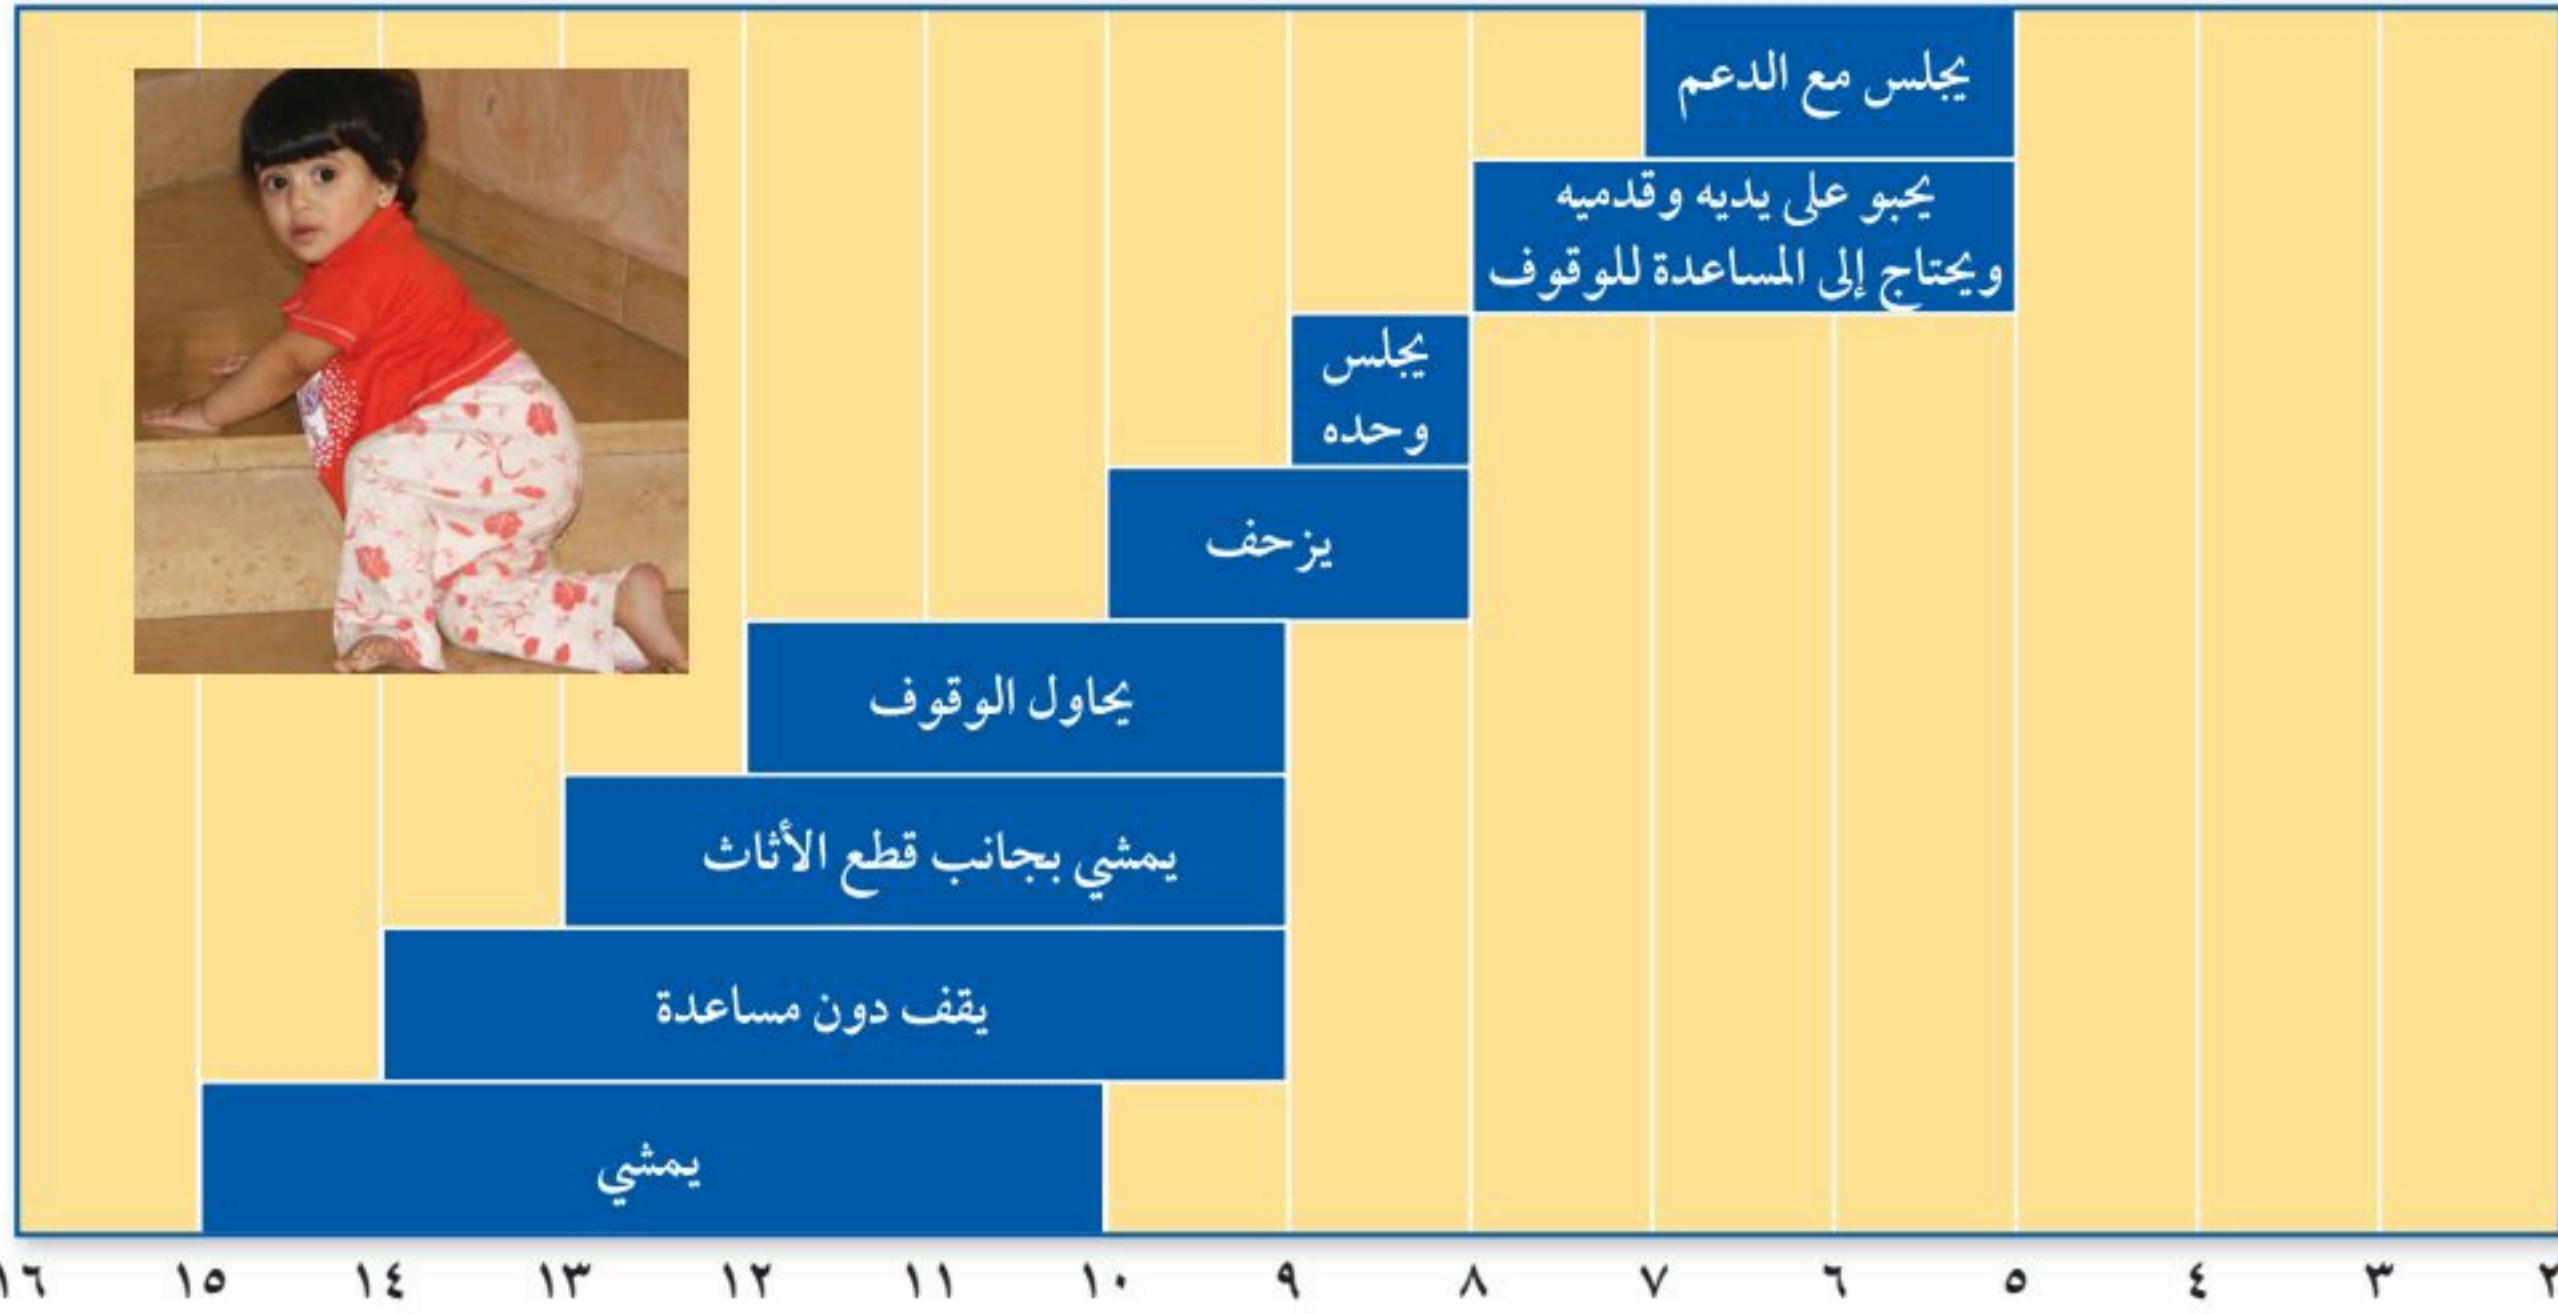 يجلس مع الدعم
يحبو على يديه وقدميه
ويحتاج إلى المساعدة للوقوف
يجلس
وحده
يزحف
يحاول الوقوف
يمشي بجانب قطع الأثاث
يقف دون مساعدة
يمشي
٢ ٣ ٤ ٥ ٦ ٧ ٨ ٩ ١٠ ١١ ١٢ ١٣ ١٤ ١٥ ١٦